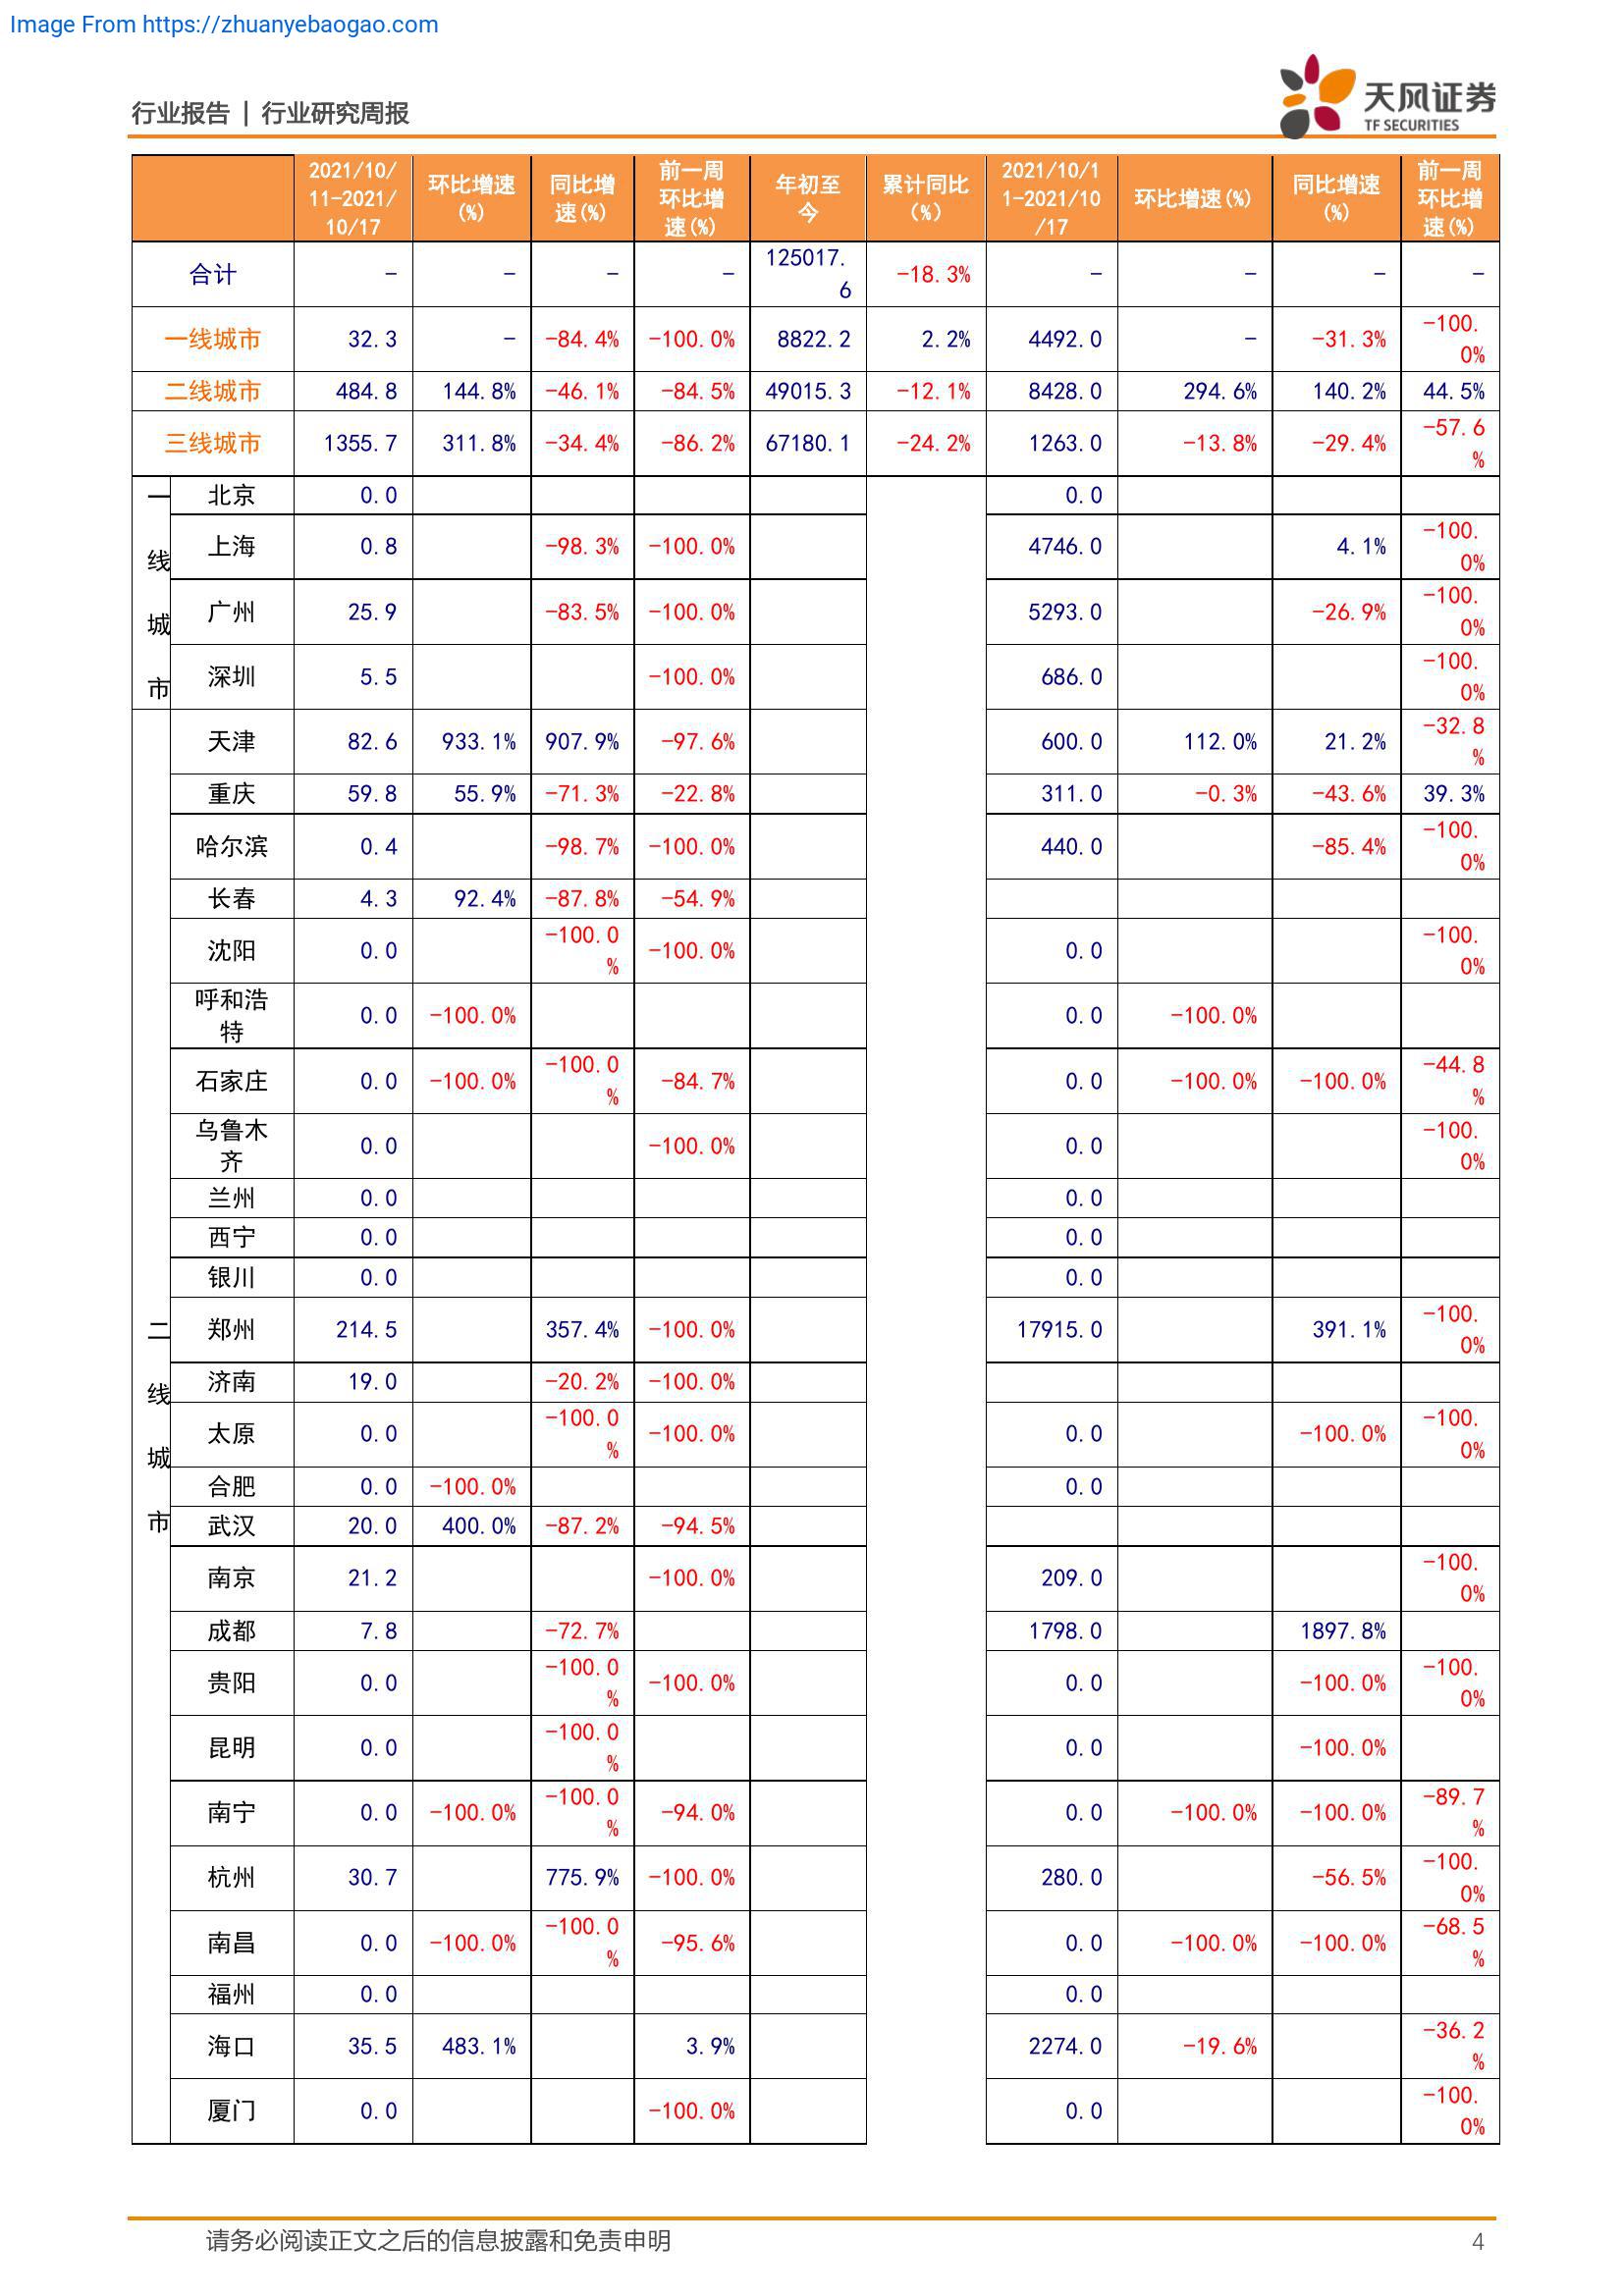 Image From https://zhuanyebaogao.com
行业报告 | 行业研究周报
天风证券
TF SECURITIES
2021/10/11-2021/10/17 环比增速(%) 同比增速(%) 前一周环比增速(%) 年初至今 累计同比(%) 2021/10/11-2021/10/17 环比增速(%) 同比增速(%) 前一周环比增速(%)
合计 - - - - 125017.6 -18.3% - - - -
一线城市 32.3 - -84.4% -100.0% 8822.2 2.2% 4492.0 - -31.3% -100.0%
二线城市 484.8 144.8% -46.1% -84.5% 49015.3 -12.1% 8428.0 294.6% 140.2% 44.5%
三线城市 1355.7 311.8% -34.4% -86.2% 67180.1 -24.2% 1263.0 -13.8% -29.4% -57.6%
一线城市
北京 0.0 0.0
上海 0.8 -98.3% -100.0% 4746.0 4.1% -100.0%
广州 25.9 -83.5% -100.0% 5293.0 -26.9% -100.0%
深圳 5.5 -100.0% 686.0 -100.0%
二线城市
天津 82.6 933.1% 907.9% -97.6% 600.0 112.0% 21.2% -32.8%
重庆 59.8 55.9% -71.3% -22.8% 311.0 -0.3% -43.6% 39.3%
哈尔滨 0.4 -98.7% -100.0% 440.0 -85.4% -100.0%
长春 4.3 92.4% -87.8% -54.9%
沈阳 0.0 -100.0% -100.0% 0.0 -100.0%
呼和浩特 0.0 -100.0% 0.0 -100.0%
石家庄 0.0 -100.0% -100.0% -84.7% 0.0 -100.0% -100.0% -44.8%
乌鲁木齐 0.0 -100.0% 0.0 -100.0%
兰州 0.0 0.0
西宁 0.0 0.0
银川 0.0 0.0
郑州 214.5 357.4% -100.0% 17915.0 391.1% -100.0%
济南 19.0 -20.2% -100.0%
太原 0.0 -100.0% -100.0% 0.0 -100.0% -100.0%
合肥 0.0 -100.0% 0.0
武汉 20.0 400.0% -87.2% -94.5%
南京 21.2 -100.0% 209.0 -100.0%
成都 7.8 -72.7% 1798.0 1897.8%
贵阳 0.0 -100.0% -100.0% 0.0 -100.0% -100.0%
昆明 0.0 -100.0% 0.0 -100.0%
南宁 0.0 -100.0% -100.0% -94.0% 0.0 -100.0% -100.0% -89.7%
杭州 30.7 775.9% -100.0% 280.0 -56.5% -100.0%
南昌 0.0 -100.0% -100.0% -95.6% 0.0 -100.0% -100.0% -68.5%
福州 0.0 0.0
海口 35.5 483.1% 3.9% 2274.0 -19.6% -36.2%
厦门 0.0 -100.0% 0.0 -100.0%
请务必阅读正文之后的信息披露和免责申明 4